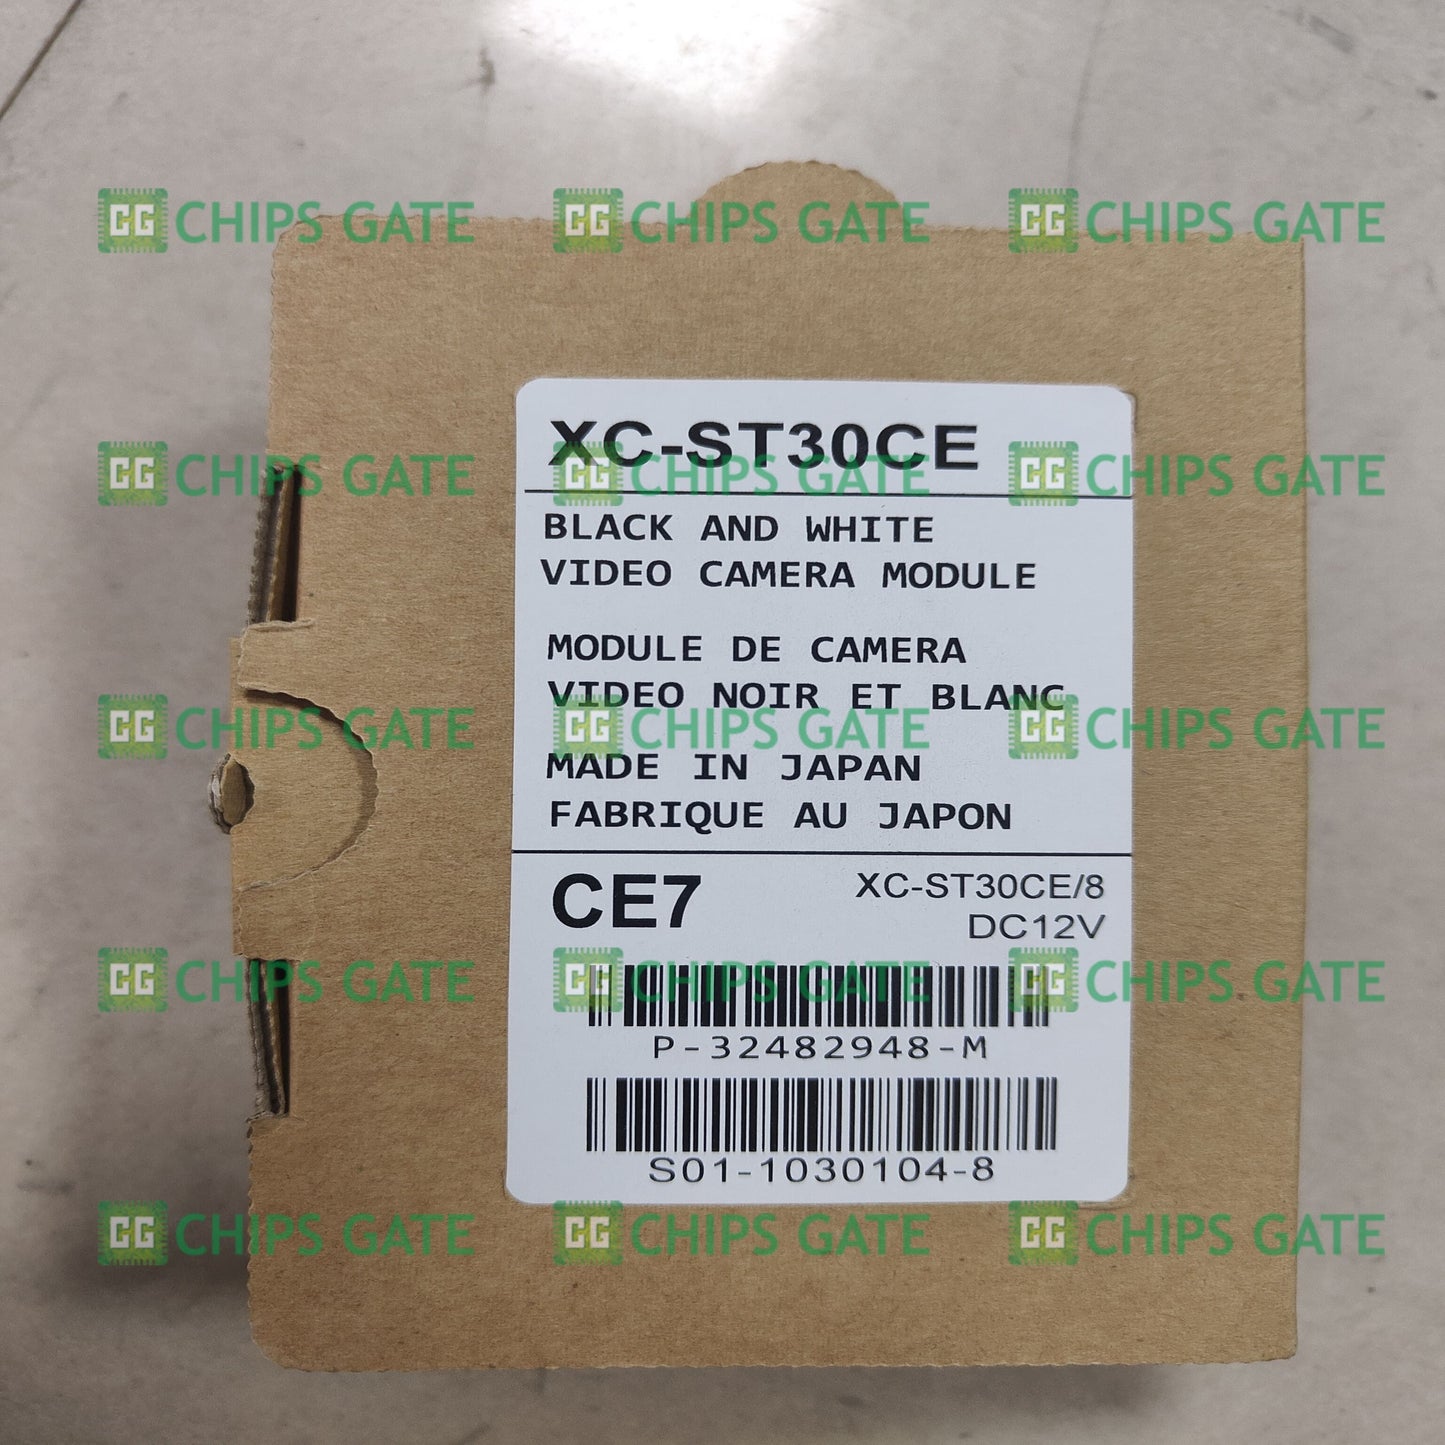 CG CHIPS GATE CG CHIPS GATE CG CHIPS GATE
XC-ST30CE
CG CHIPS GATE CG CHIPS GATE CG CHIPS GATE
BLACK AND WHITE
VIDEO CAMERA MODULE
MODULE DE CAMERA
VIDEO NOIR ET BLANC
CG CHIPS GATE CG CHIPS GATE CG CHIPS GATE
MADE IN JAPAN
FABRIQUE AU JAPON
CE7 XC-ST30CE/8
DC12V
CG CHIPS GATE CG CHIPS GATE CG CHIPS GATE
P-32482948-M
S01-1030104-8
CG CHIPS GATE CG CHIPS GATE CG CHIPS GATE